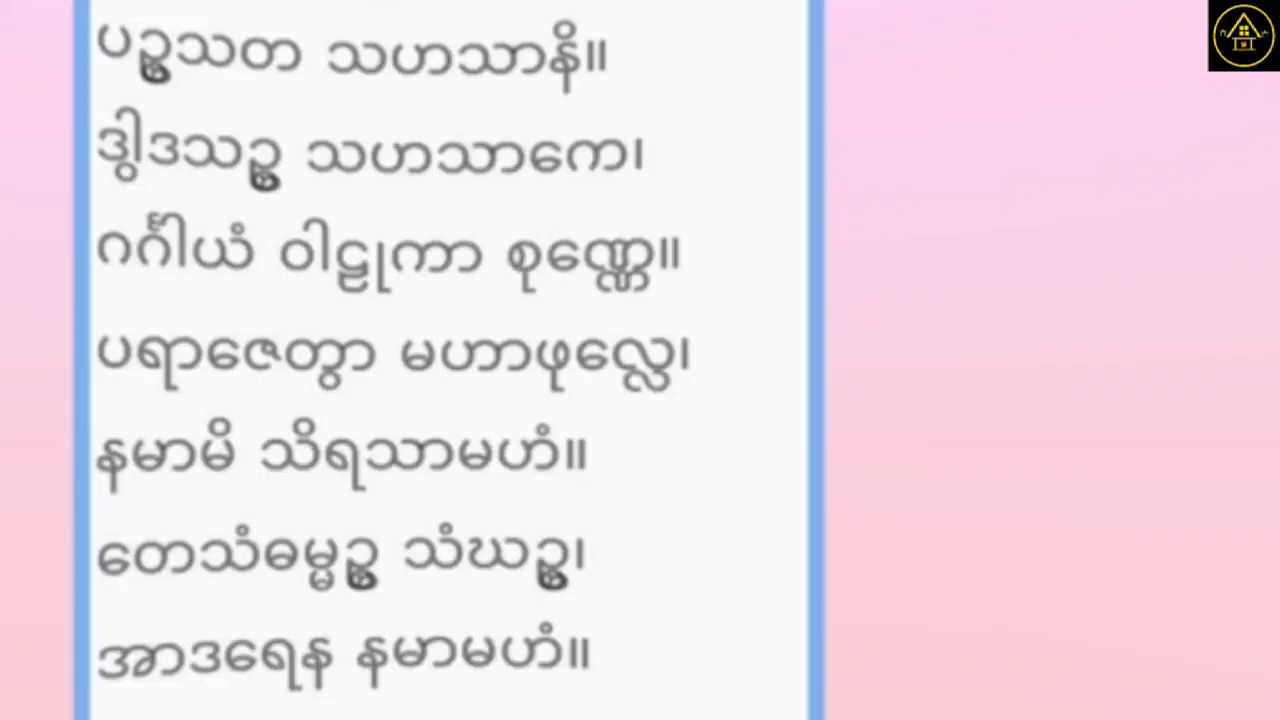 ပဉ္စသတ သဟသာနိ။
ဒွါဒသဉ္စ သဟသာကေ၊
ဂင်္ဂါယံ ဝါဠုကာ စုဏ္ဏေ။
ပရာဇေတွာ မဟာဖုလ္လေ၊
နမာမိ သိရသာမဟံ။
တေသံဓမ္မဉ္စ သံဃဉ္စ၊
အာဒရေန နမာမဟံ။